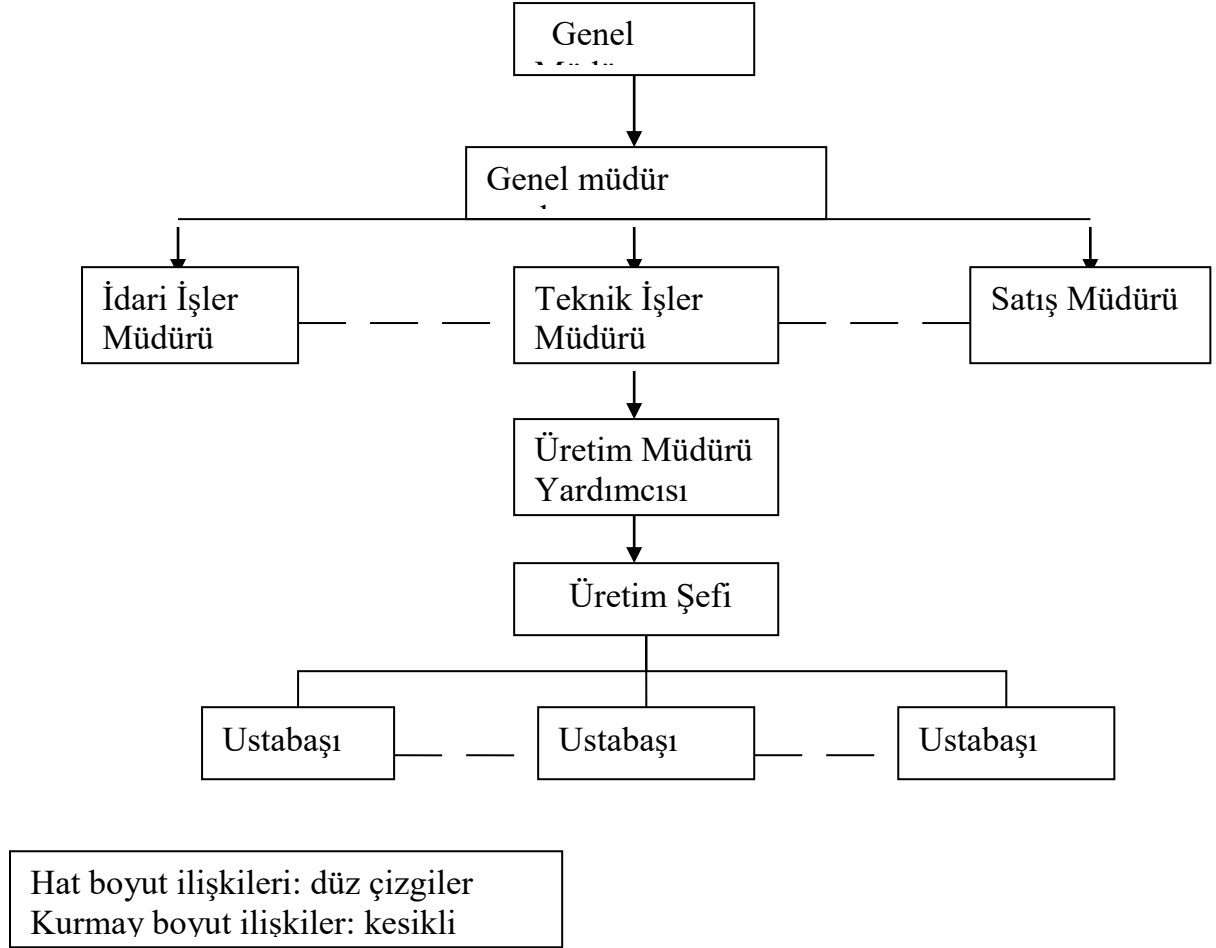 Genel
Genel müdür
İdari İşler
Müdürü
Teknik İşler
Müdürü
Satış Müdürü
Üretim Müdürü
Yardımcısı
Üretim Şefi
Ustabaşı
Ustabaşı
Ustabaşı
Hat boyut ilişkileri: düz çizgiler
Kurmay boyut ilişkiler: kesikli